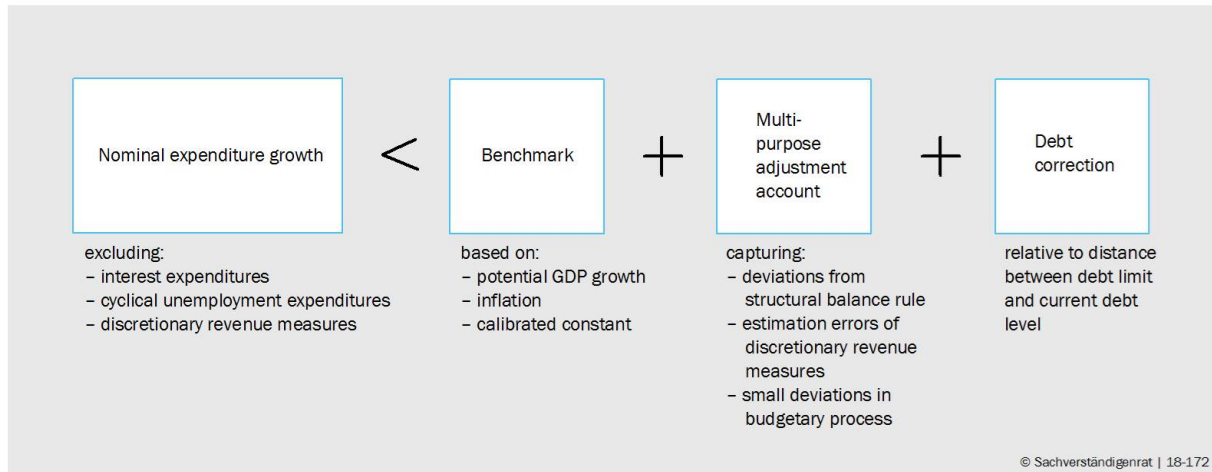 Nominal expenditure growth
<
Benchmark
+
Multi-
purpose
adjustment
account
+
Debt
correction
excluding:
– interest expenditures
– cyclical unemployment expenditures
– discretionary revenue measures
based on:
– potential GDP growth
– inflation
– calibrated constant
capturing:
– deviations from
structural balance rule
– estimation errors of
discretionary revenue
measures
– small deviations in
budgetary process
relative to distance
between debt limit
and current debt
level
© Sachverständigenrat | 18-172